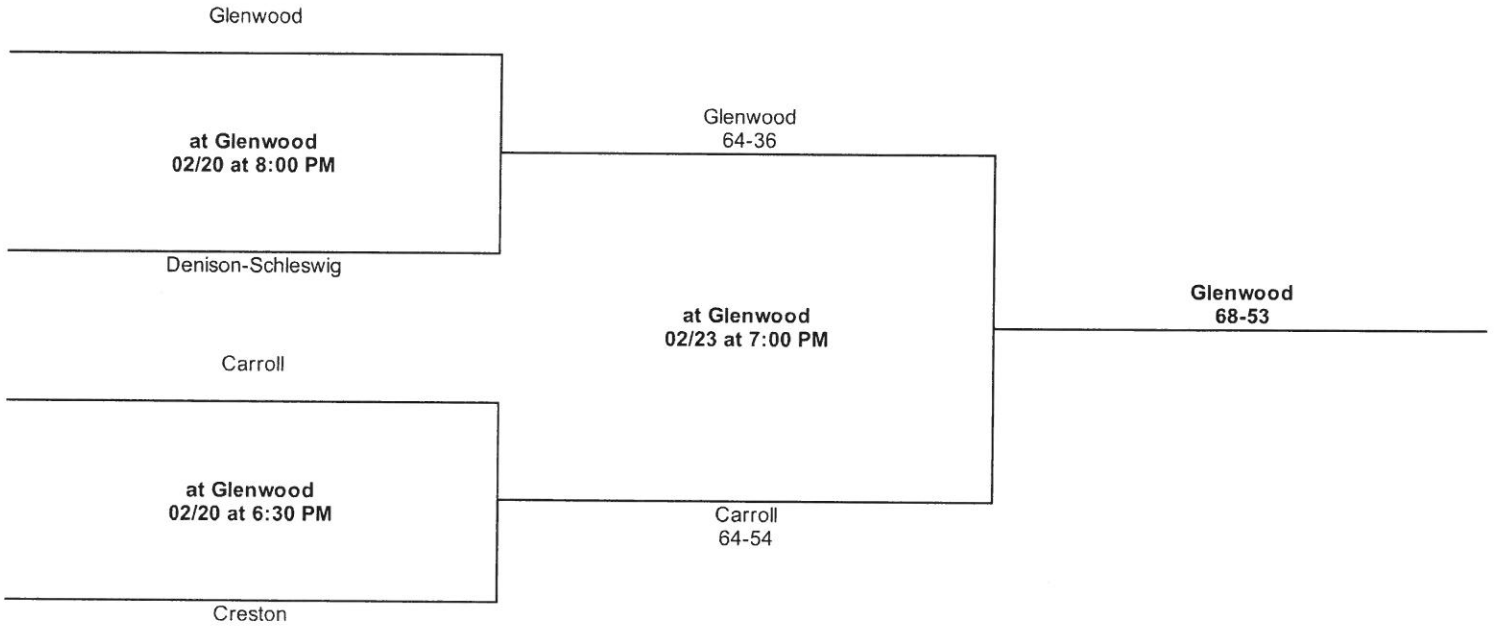 Glenwood
at Glenwood
02/20 at 8:00 PM
Denison-Schleswig
Glenwood
64-36
Carroll
at Glenwood
02/20 at 6:30 PM
Creston
Carroll
64-54
at Glenwood
02/23 at 7:00 PM
Glenwood
68-53